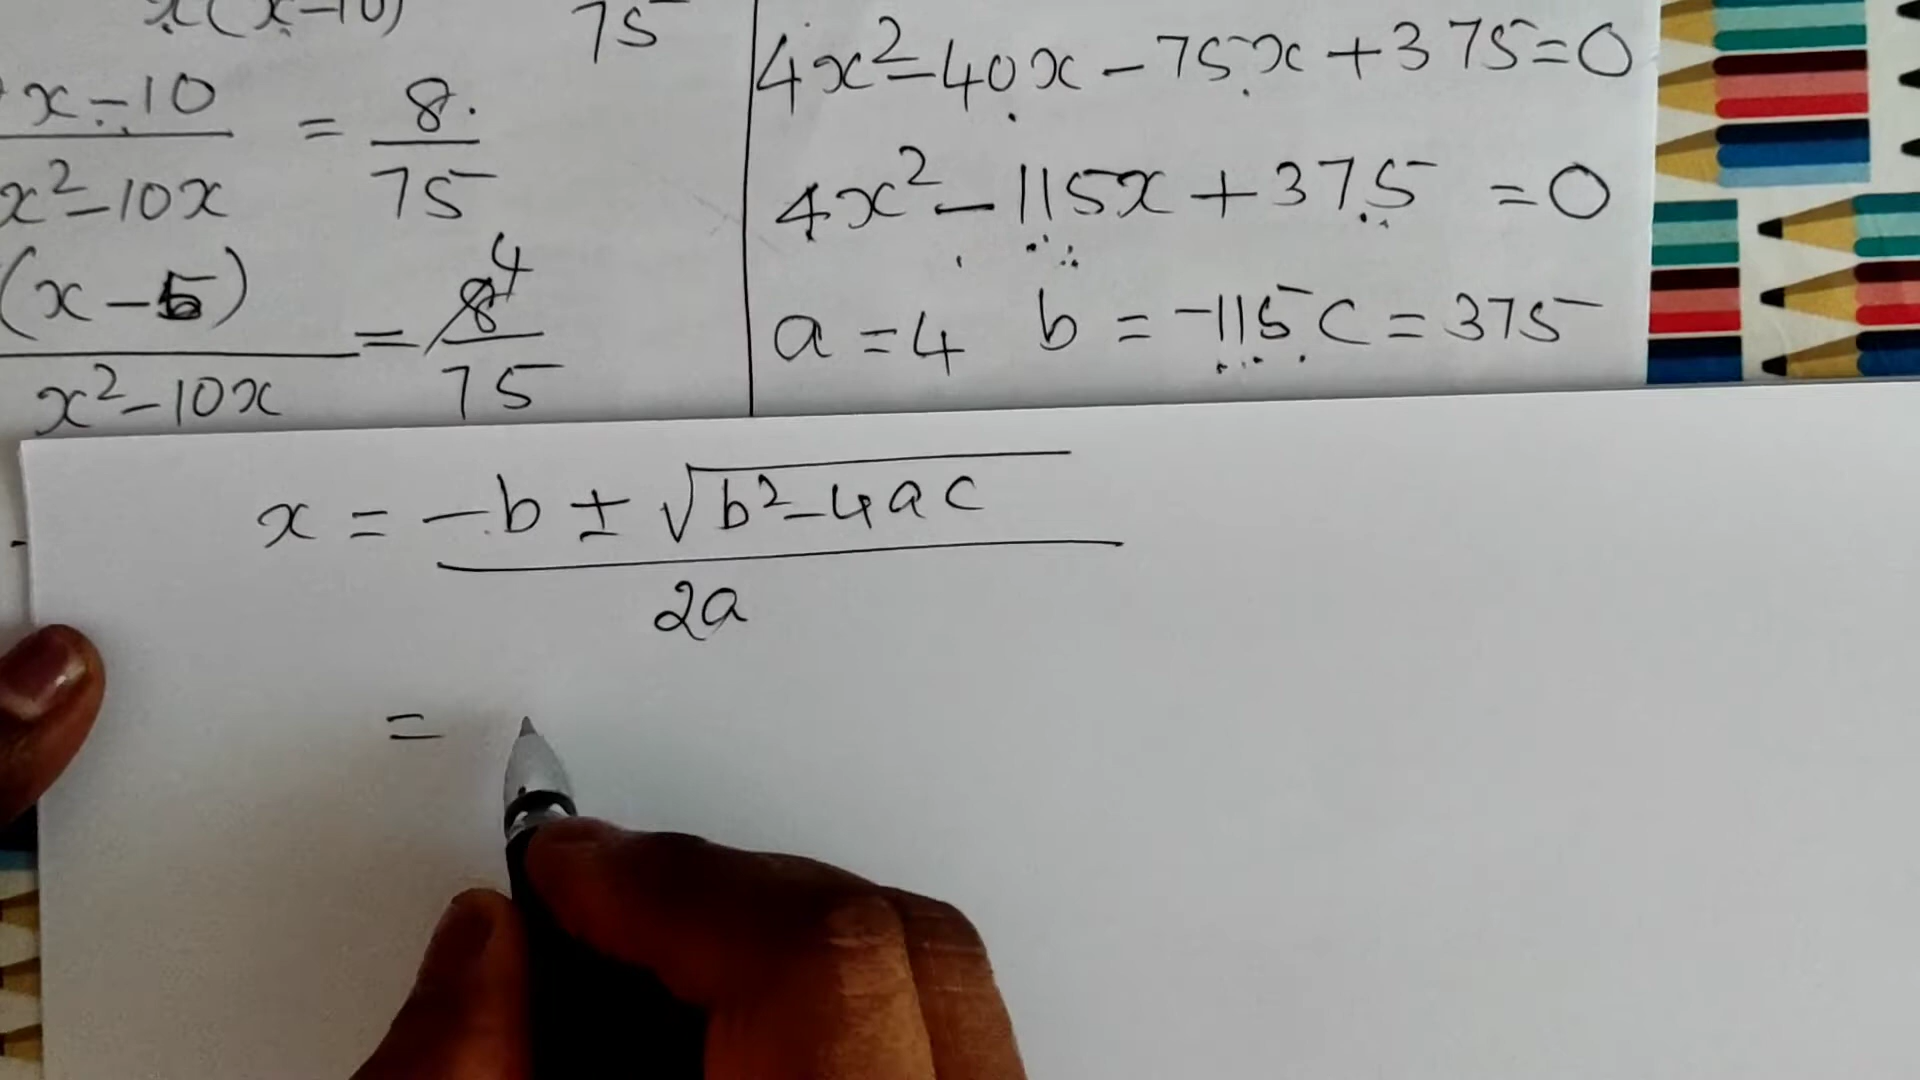 x(x-10) 75
x-10 / x²-10x = 8 / 75
(x-5) / x²-10x = 8 4 / 75
4x²-40x-75x+375=0
4x²-115x+375=0
a=4 b=-115 c=375
x = -b ± √b²-4ac / 2a
=